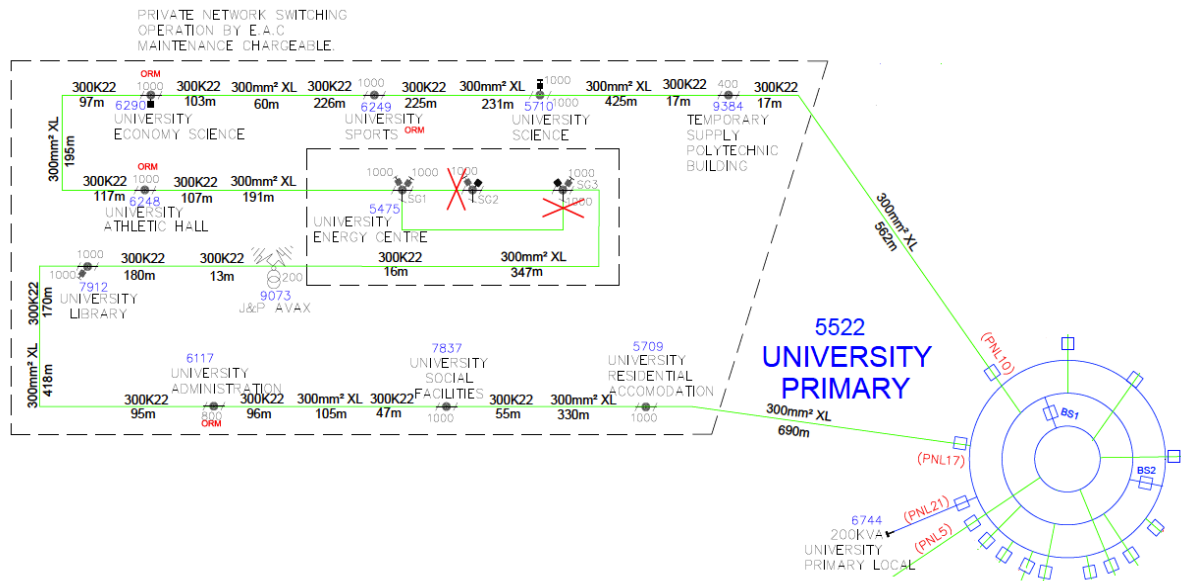 PRIVATE NETWORK SWITCHING
OPERATION BY E.A.C
MAINTENANCE CHARGEABLE.
300K22
97m
ORM
1000
6290
UNIVERSITY
ECONOMY SCIENCE
300K22
103m
300mm² XL
60m
300K22
226m
1000
6249
UNIVERSITY
SPORTS
ORM
300K22
225m
300mm² XL
231m
1000
1000
5710
UNIVERSITY
SCIENCE
300mm² XL
425m
300K22
17m
400
9384
TEMPORARY
SUPPLY
POLYTECHNIC
BUILDING
300K22
17m
300mm² XL
195m
300K22
117m
ORM
1000
6248
UNIVERSITY
ATHLETIC HALL
300K22
107m
300mm² XL
191m
1000
1000
LSG1
5475
UNIVERSITY
ENERGY CENTRE
1000
LSG2
1000
LSG3
1000
300mm² XL
562m
300K22
16m
300mm² XL
347m
1000
1000
7912
UNIVERSITY
LIBRARY
300K22
180m
300K22
13m
200
9073
J&P AVAX
300K22
170m
300mm² XL
418m
300K22
95m
6117
UNIVERSITY
ADMINISTRATION
800
ORM
300K22
96m
300mm² XL
105m
300K22
47m
7837
UNIVERSITY
SOCIAL
FACILITIES
1000
300K22
55m
300mm² XL
330m
5709
UNIVERSITY
RESIDENTIAL
ACCOMODATION
1000
300mm² XL
690m
5522
UNIVERSITY
PRIMARY
(PNL10)
(PNL17)
(PNL21)
(PNL5)
BS1
BS2
6744
200KVA
UNIVERSITY
PRIMARY LOCAL